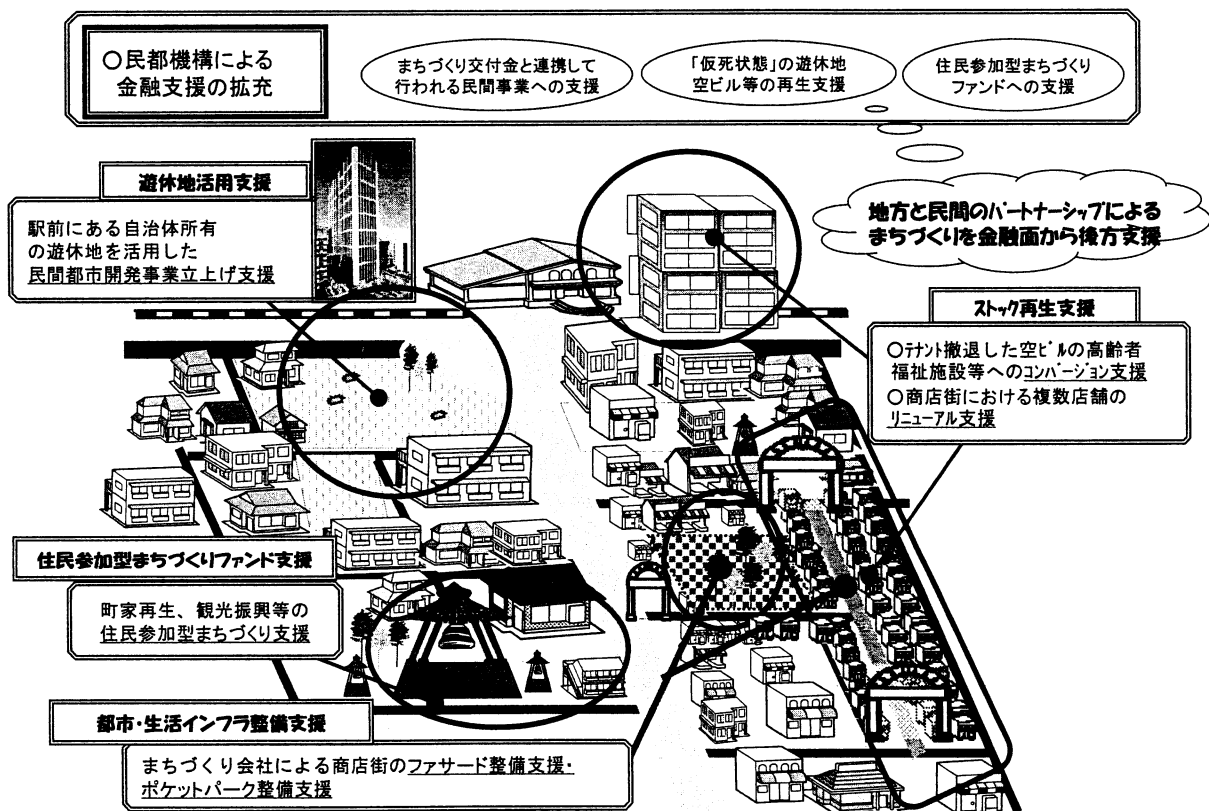 ○民都機構による
金融支援の拡充
まちづくり交付金と連携して
行われる民間事業への支援
「仮死状態」の遊休地
空ビル等の再生支援
住民参加型まちづくり
ファンドへの支援
地方と民間のパートナーシップによる
まちづくりを金融面から後方支援
遊休地活用支援
駅前にある自治体所有
の遊休地を活用した
民間都市開発事業立上げ支援
ストック再生支援
○テナント撤退した空ビルの高齢者
福祉施設等へのコンバージョン支援
○商店街における複数店舗の
リニューアル支援
住民参加型まちづくりファンド支援
町家再生、観光振興等の
住民参加型まちづくり支援
都市・生活インフラ整備支援
まちづくり会社による商店街のファサード整備支援・
ポケットパーク整備支援